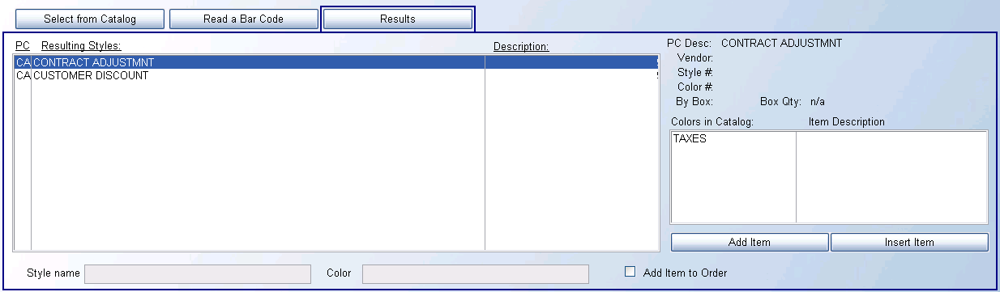 Select from Catalog Read a Bar Code Results
PC Resulting Styles: Description:
CA CONTRACT ADJUSTMNT
CA CUSTOMER DISCOUNT
PC Desc: CONTRACT ADJUSTMNT
Vendor:
Style #:
Color #:
By Box: Box Qty: n/a
Colors in Catalog: Item Description
TAXES
Add Item Insert Item
Style name Color Add Item to Order